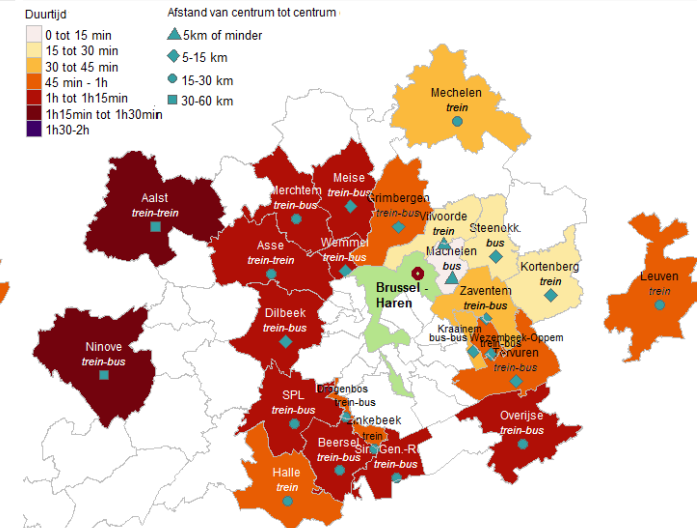 Duurtijd
0 tot 15 min
15 tot 30 min
30 tot 45 min
45 min - 1h
1h tot 1h15min
1h15min tot 1h30min
1h30-2h
Afstand van centrum tot centrum
5km of minder
5-15 km
15-30 km
30-60 km
Mechelen
trein
Aalst
trein-trein
Merchtem
trein-bus
Meise
trein-bus
Grimbergen
trein-bus
Vilvoorde
trein
Steenokk.
bus
Asse
trein-trein
Wemmel
trein-bus
Machelen
bus
Kortenberg
trein
Leuven
trein
Brussel -
Haren
Zaventem
trein-bus
Dilbeek
trein-bus
Ninove
trein-bus
Kraainem
bus-bus
Wezembeek-Oppem
trein-bus
Tervuren
trein-bus
SPL
trein-bus
Drogenbos
trein-bus
Linkebeek
trein
Overijse
trein-bus
Beersel
trein-bus
trein-bus
Halle
trein